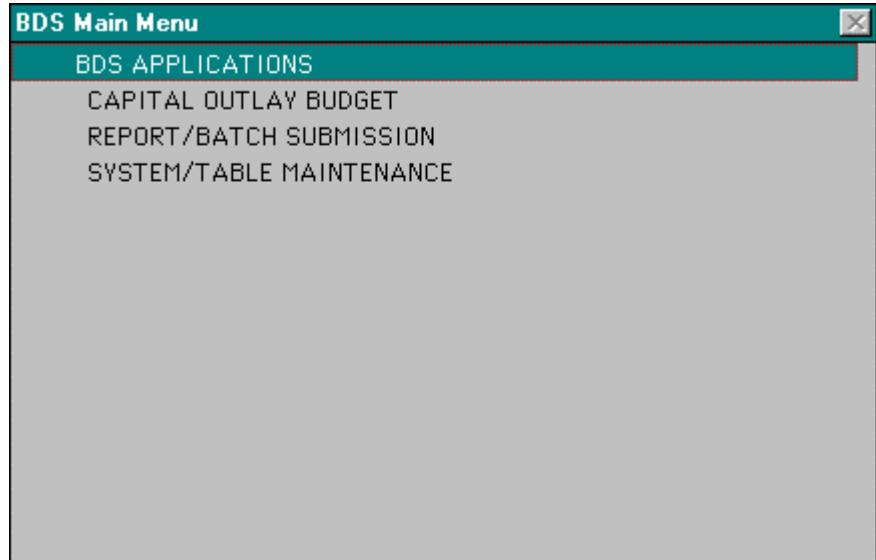 BDS Main Menu
BDS APPLICATIONS
CAPITAL OUTLAY BUDGET
REPORT/BATCH SUBMISSION
SYSTEM/TABLE MAINTENANCE